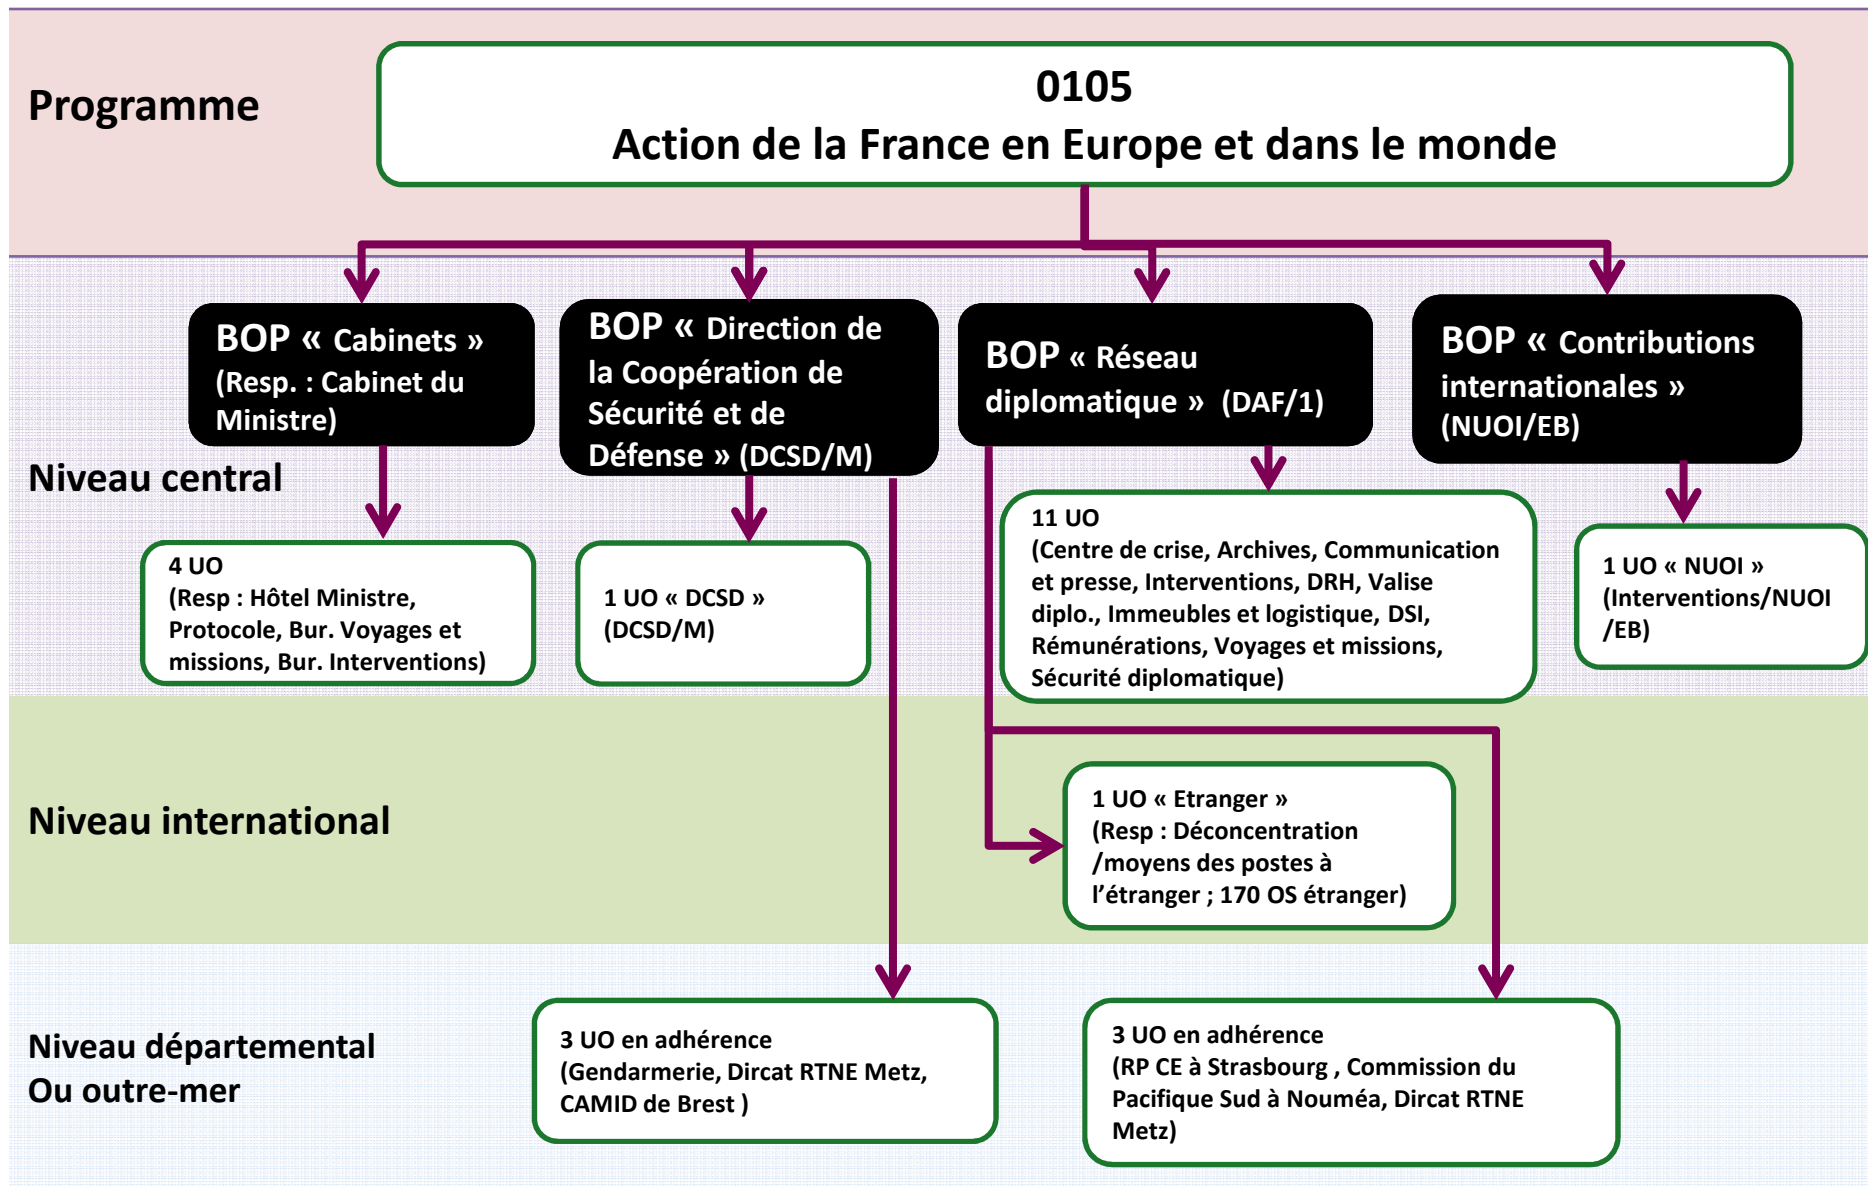 Programme
0105
Action de la France en Europe et dans le monde
BOP « Cabinets »
(Resp. : Cabinet du
Ministre)
BOP « Direction de
la Coopération de
Sécurité et de
Défense » (DCSD/M)
BOP « Réseau
diplomatique » (DAF/1)
BOP « Contributions
internationales »
(NUOI/EB)
Niveau central
4 UO
(Resp : Hôtel Ministre,
Protocole, Bur. Voyages et
missions, Bur. Interventions)
1 UO « DCSD »
(DCSD/M)
11 UO
(Centre de crise, Archives, Communication
et presse, Interventions, DRH, Valise
diplo., Immeubles et logistique, DSI,
Rémunérations, Voyages et missions,
Sécurité diplomatique)
1 UO « NUOI »
(Interventions/NUOI
/EB)
Niveau international
1 UO « Etranger »
(Resp : Déconcentration
/moyens des postes à
l’étranger ; 170 OS étranger)
Niveau départemental
Ou outre-mer
3 UO en adhérence
(Gendarmerie, Dircat RTNE Metz,
CAMID de Brest )
3 UO en adhérence
(RP CE à Strasbourg , Commission du
Pacifique Sud à Nouméa, Dircat RTNE
Metz)